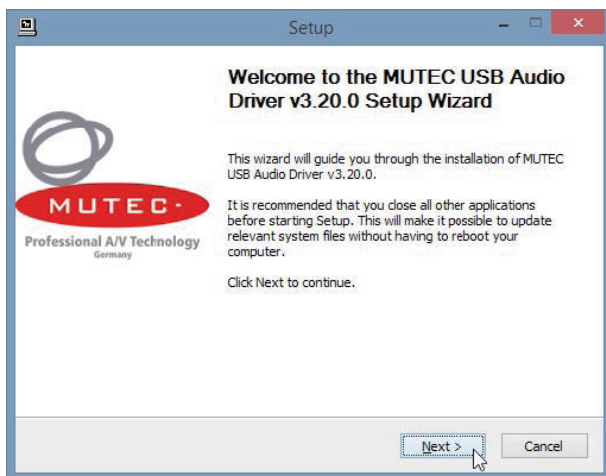 Setup
Welcome to the MUTEC USB Audio
Driver v3.20.0 Setup Wizard
This wizard will guide you through the installation of MUTEC
USB Audio Driver v3.20.0.
It is recommended that you close all other applications
before starting Setup. This will make it possible to update
relevant system files without having to reboot your
computer.
Click Next to continue.
MUTEC
Professional A/V Technology
Germany
Next >
Cancel